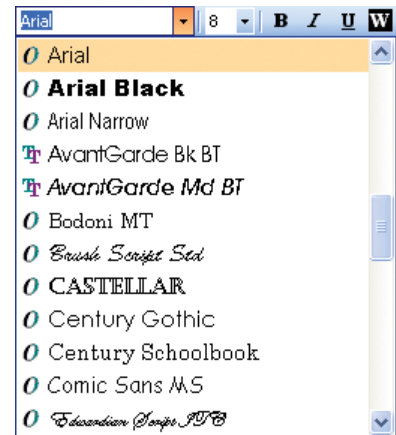 Arial 8 B I U W
Arial
Arial Black
Arial Narrow
AvantGarde Bk BT
AvantGarde Md BT
Bodoni MT
Brush Script Std
CASTELLAR
Century Gothic
Century Schoolbook
Comic Sans MS
Edwardian Script ITC